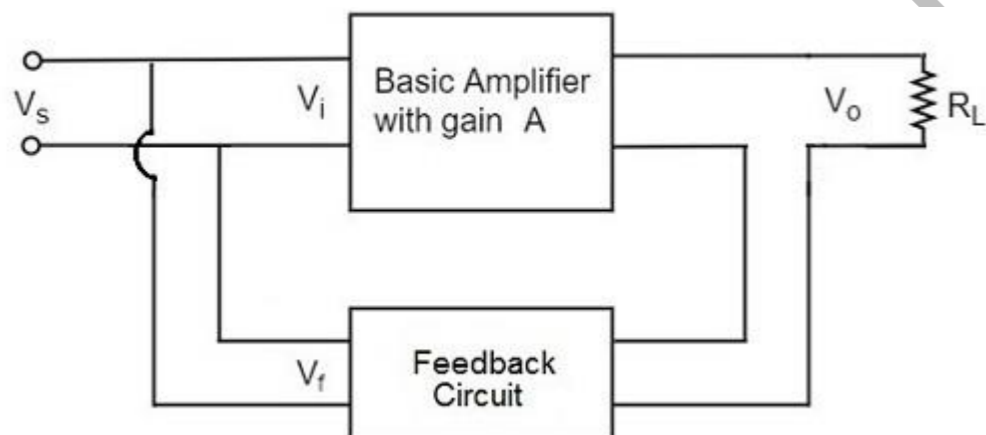 Basic Amplifier
with gain A
Vs
Vi
Vo
RL
Feedback
Circuit
Vf